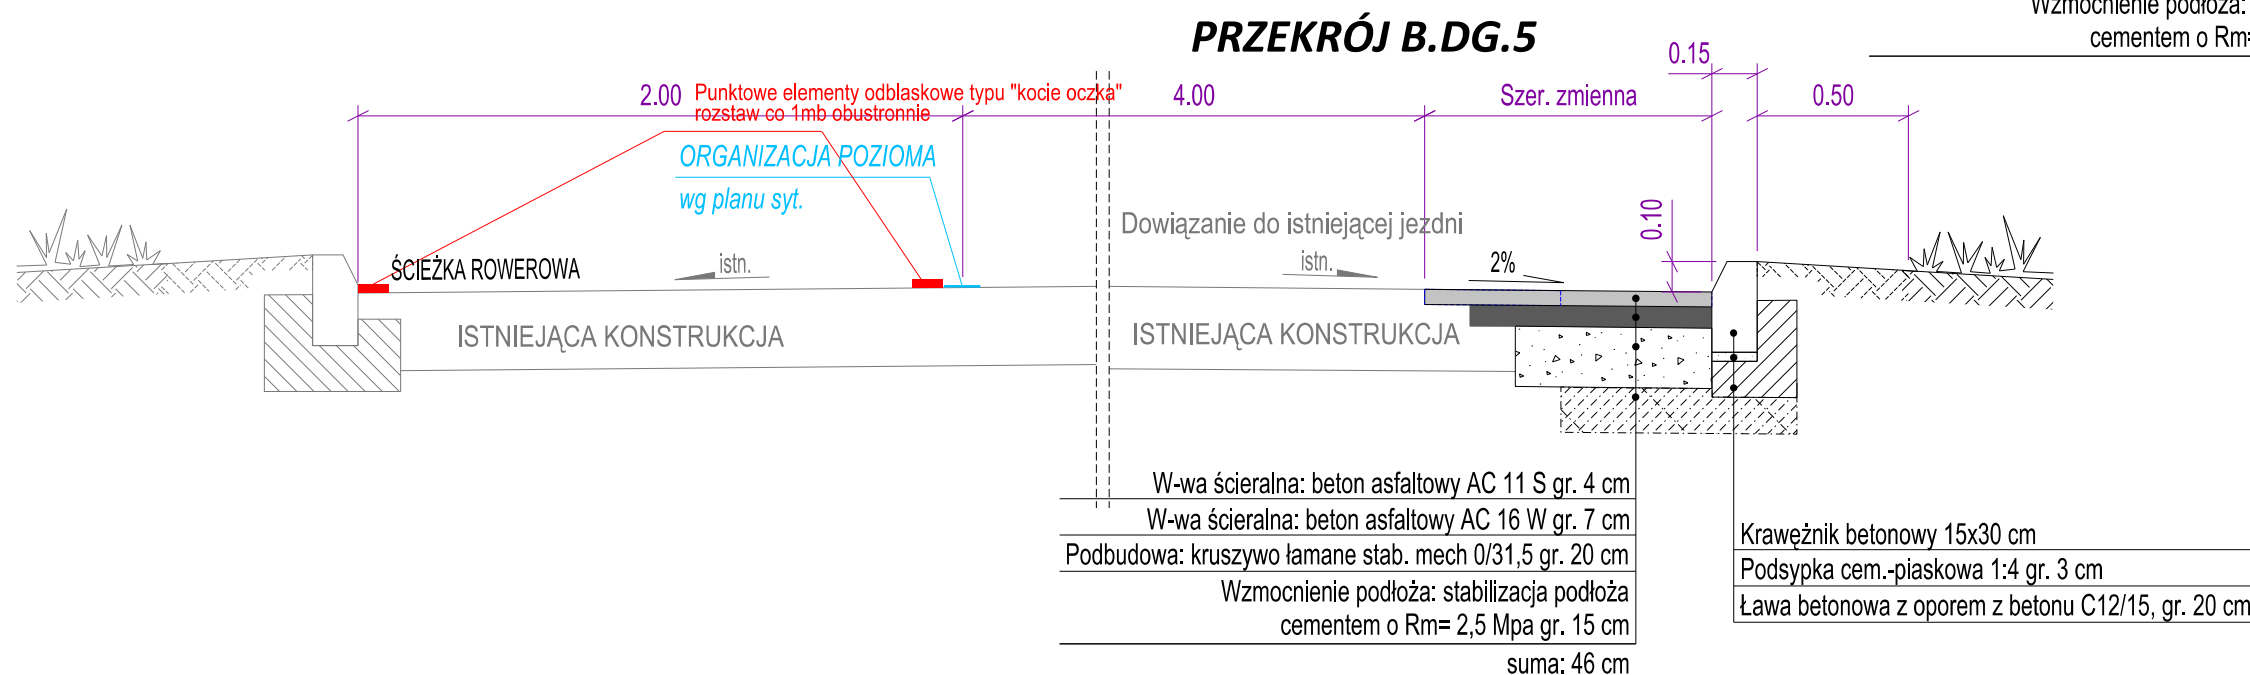 Wzmocnienie podłoża:
cementem o Rm=
PRZEKRÓJ B.DG.5
0.15
2.00
Punktowe elementy odblaskowe typu "kocie oczka"
rozstaw co 1mb obustronnie
4.00
Szer. zmienna
0.50
ORGANIZACJA POZIOMA
wg planu syt.
0.10
Dowiązanie do istniejącej jezdni
ŚCIEŻKA ROWEROWA
istn.
istn.
2%
ISTNIEJĄCA KONSTRUKCJA
ISTNIEJĄCA KONSTRUKCJA
W-wa ścieralna: beton asfaltowy AC 11 S gr. 4 cm
W-wa ścieralna: beton asfaltowy AC 16 W gr. 7 cm
Podbudowa: kruszywo łamane stab. mech 0/31,5 gr. 20 cm
Wzmocnienie podłoża: stabilizacja podłoża
cementem o Rm= 2,5 Mpa gr. 15 cm
suma: 46 cm
Krawężnik betonowy 15x30 cm
Podsypka cem.-piaskowa 1:4 gr. 3 cm
Ława betonowa z oporem z betonu C12/15, gr. 20 cm